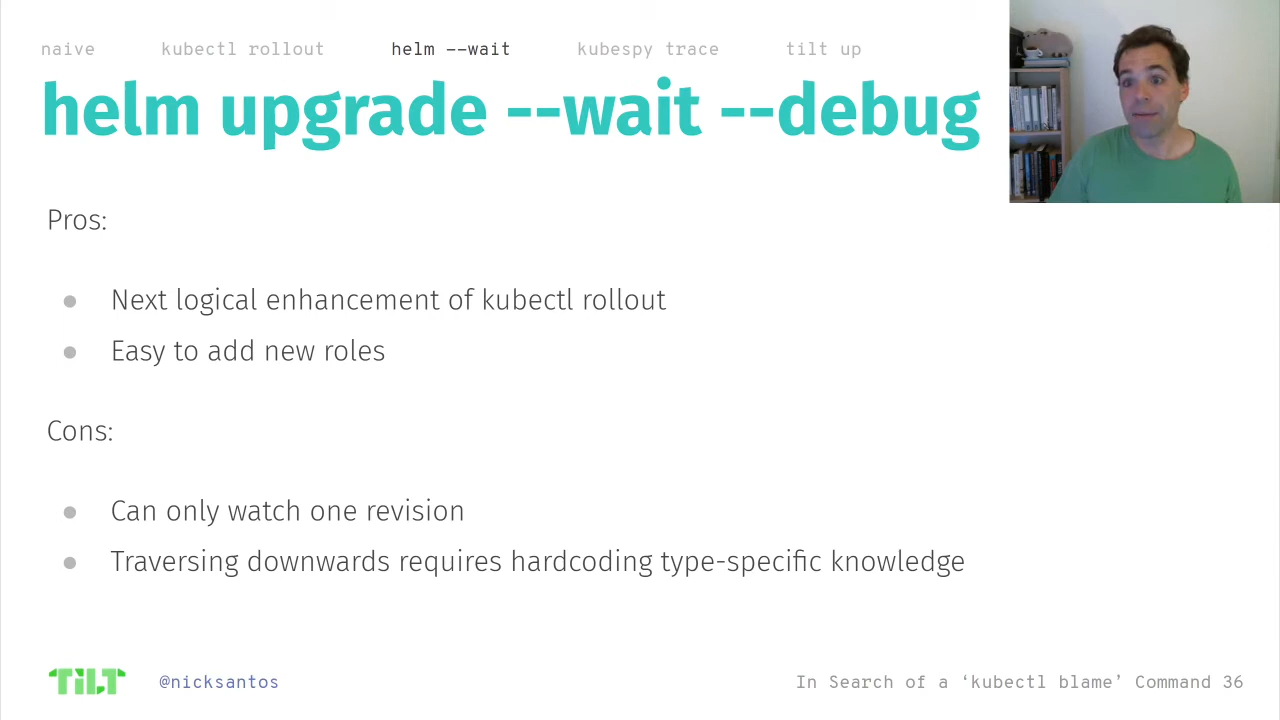 naive kubectl rollout helm --wait kubespy trace tilt up
helm upgrade --wait --debug
Pros:
● Next logical enhancement of kubectl rollout
● Easy to add new roles
Cons:
● Can only watch one revision
● Traversing downwards requires hardcoding type-specific knowledge
TiLT @nicksantos In Search of a ‘kubectl blame’ Command 36